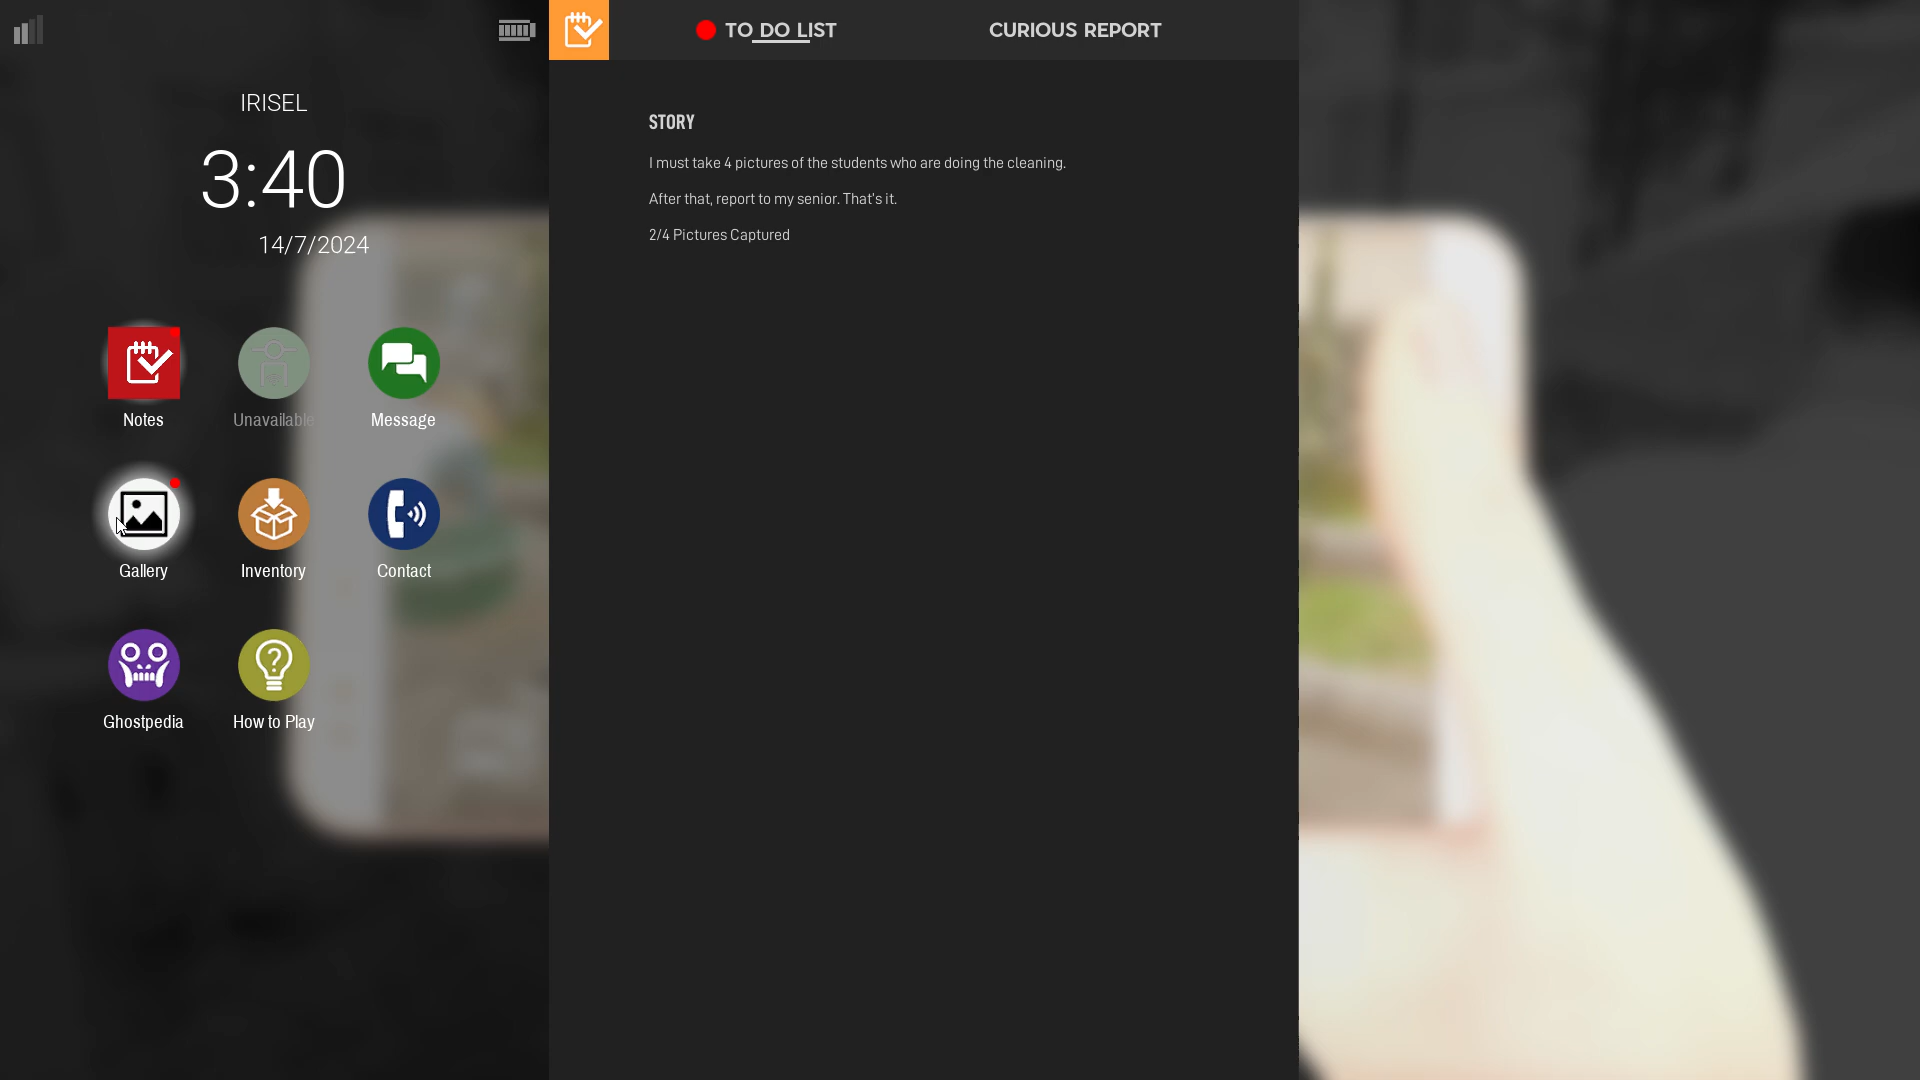 IRISEL
3:40
14/7/2024
Notes
Unavailable
Message
Gallery
Inventory
Contact
Ghostpedia
How to Play
TO DO LIST
CURIOUS REPORT
STORY
I must take 4 pictures of the students who are doing the cleaning.
After that, report to my senior. That's it.
2/4 Pictures Captured